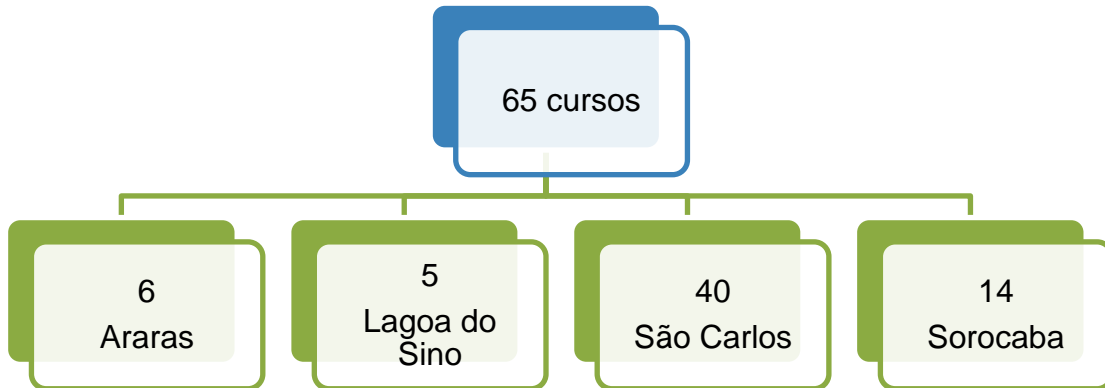 65 cursos
6
Araras
5
Lagoa do
Sino
40
São Carlos
14
Sorocaba